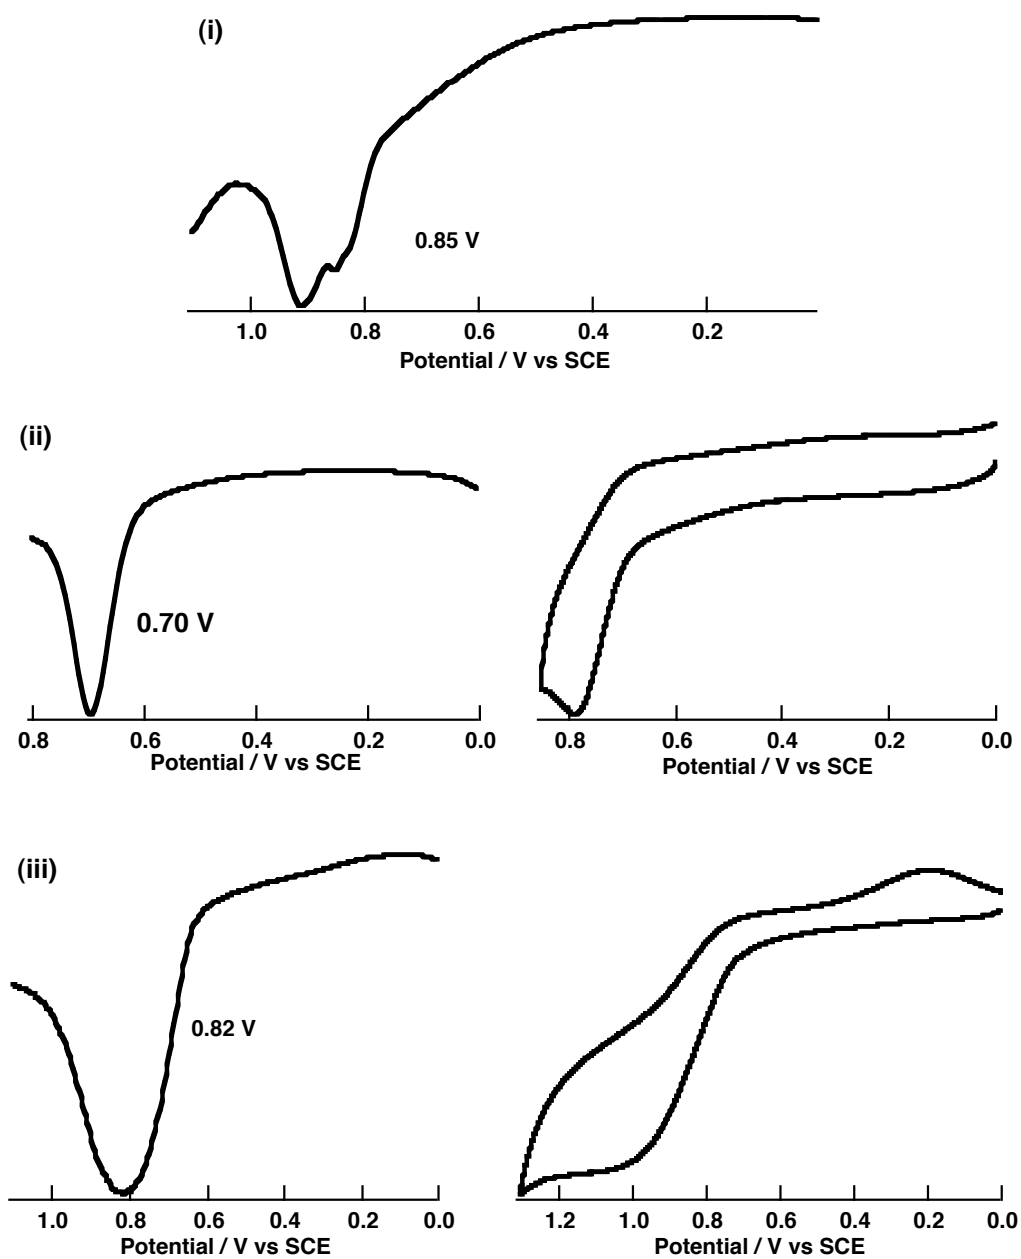 (i)
0.85 V
1.0 0.8 0.6 0.4 0.2
Potential / V vs SCE
(ii)
0.70 V
0.8 0.6 0.4 0.2 0.0
Potential / V vs SCE
0.8 0.6 0.4 0.2 0.0
Potential / V vs SCE
(iii)
0.82 V
1.0 0.8 0.6 0.4 0.2 0.0
Potential / V vs SCE
1.2 1.0 0.8 0.6 0.4 0.2 0.0
Potential / V vs SCE